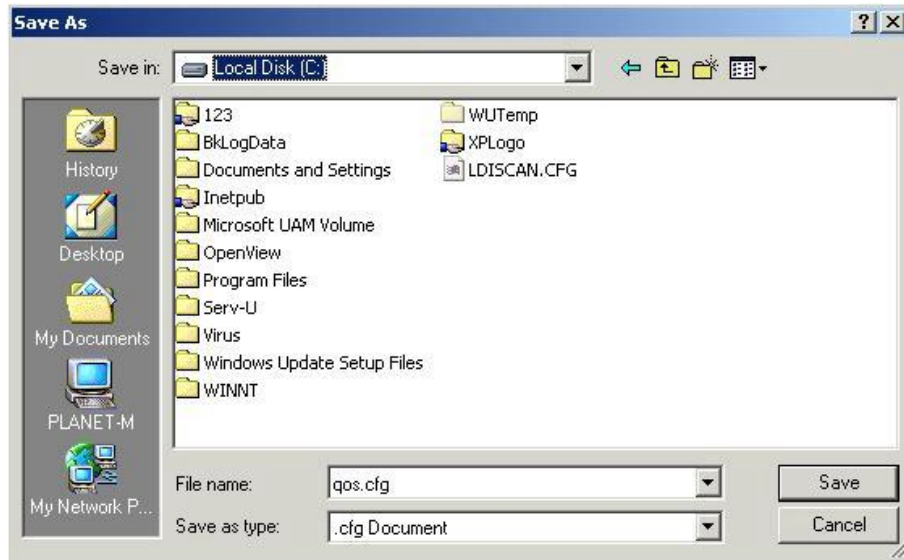 Save As
Save in: Local Disk (C:)
History
Desktop
My Documents
PLANET-M
My Network P...
123
BkLogData
Documents and Settings
Inetpub
Microsoft UAM Volume
OpenView
Program Files
Serv-U
Virus
Windows Update Setup Files
WINNT
WUTemp
XPLogo
LDISCAN.CFG
File name: qos.cfg Save
Save as type: .cfg Document Cancel